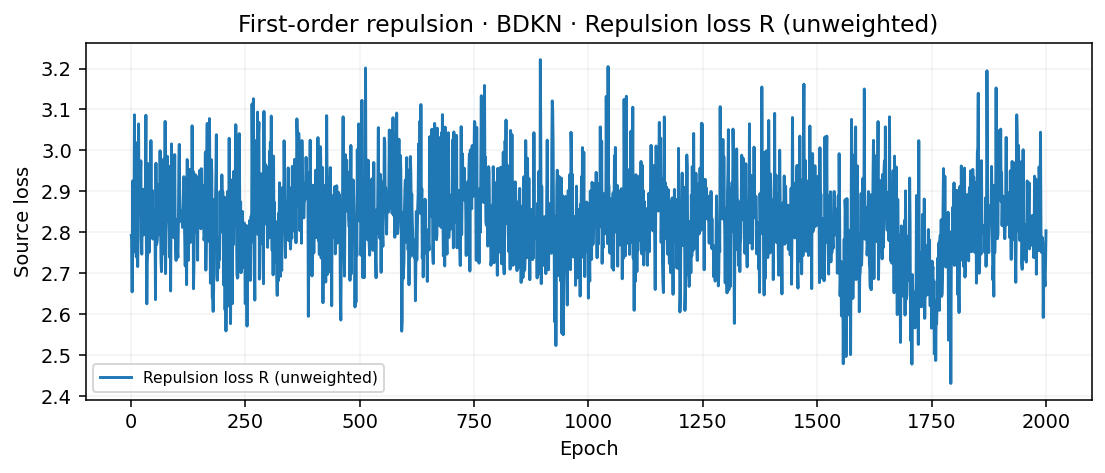 First-order repulsion · BDKN · Repulsion loss R (unweighted)
Source loss
3.2
3.1
3.0
2.9
2.8
2.7
2.6
2.5
2.4
Repulsion loss R (unweighted)
0 250 500 750 1000 1250 1500 1750 2000
Epoch